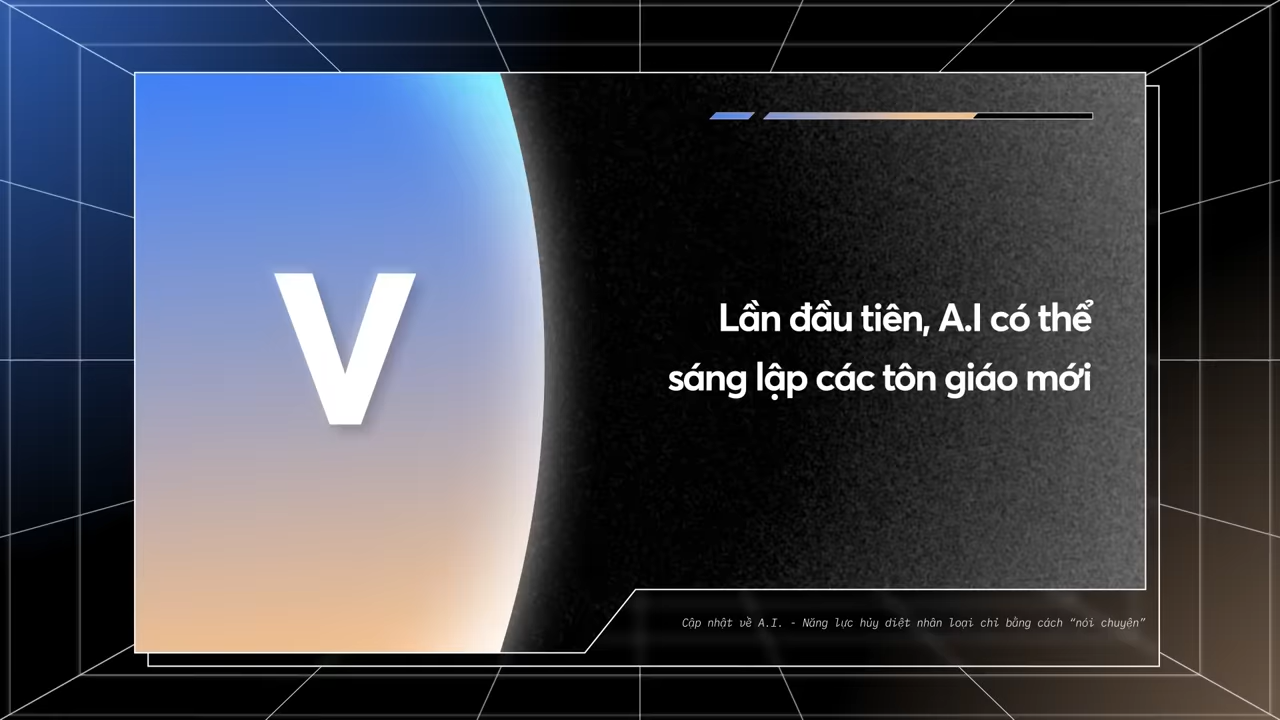 V
Lần đầu tiên, A.I có thể
sáng lập các tôn giáo mới
Cập nhật về A.I. - Năng lực hủy diệt nhân loại chỉ bằng cách “nói chuyện”